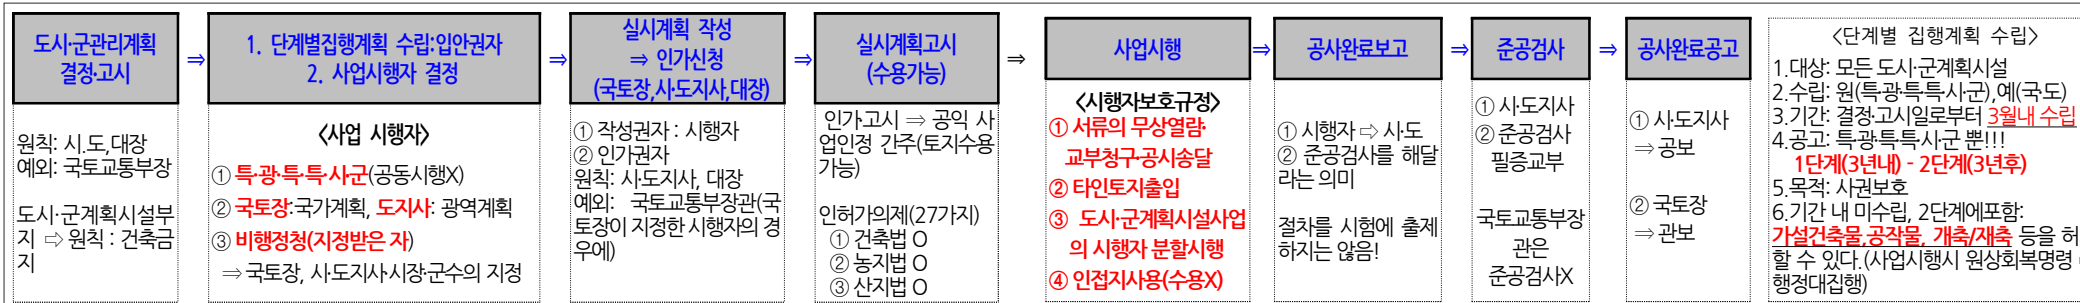 도시·군관리계획
결정·고시
⇒
1. 단계별집행계획 수립:입안권자
2. 사업시행자 결정
⇒
실시계획 작성
⇒ 인가신청
(국토장,시·도지사,대장)
⇒
실시계획고시
(수용가능)
⇒
사업시행
⇒
공사완료보고
⇒
준공검사
⇒
공사완료공고
원칙: 시.도,대장
예외: 국토교통부장
도시·군계획시설부
지 ⇨ 원칙 : 건축금
지
<사업 시행자>
① 특·광·특·특·시·군(공동시행X)
② 국토장:국가계획, 도지사: 광역계획
③ 비행정청(지정받은 자)
⇒ 국토장, 시·도지사·시장·군수의 지정
① 작성권자 : 시행자
② 인가권자
원칙: 시·도지사, 대장
예외: 국토교통부장관(국
토장이 지정한 시행자의 경
우에)
인가·고시 ⇒ 공익 사
업인정 간주(토지수용
가능)
인허가의제(27가지)
① 건축법 O
② 농지법 O
③ 산지법 O
<시행자보호규정>
① 서류의 무상열람·
교부청구·공시송달
② 타인토지출입
③ 도시·군계획시설사업
의 시행자 분할시행
④ 인접지사용(수용X)
① 시행자 ⇨ 시·도
② 준공검사를 해달
라는 의미
절차를 시험에 출제
하지는 않음!
① 시·도지사
② 준공검사
필증교부
국토교통부장
관은
준공검사X
① 시·도지사
⇒ 공보
② 국토장
⇒ 관보
<단계별 집행계획 수립>
1.대상: 모든 도시·군계획시설
2.수립: 원(특·광·특·특·시·군),예(국·도)
3.기간: 결정·고시일로부터 3월내 수립
4.공고: 특·광·특·특·시·군 뿐!!!
1단계(3년내) - 2단계(3년후)
5.목적: 사권보호
6.기간 내 미수립, 2단계에포함:
가설건축물,공작물, 개축/재축 등을 허
할 수 있다.(사업시행시 원상회복명령
행정대집행)